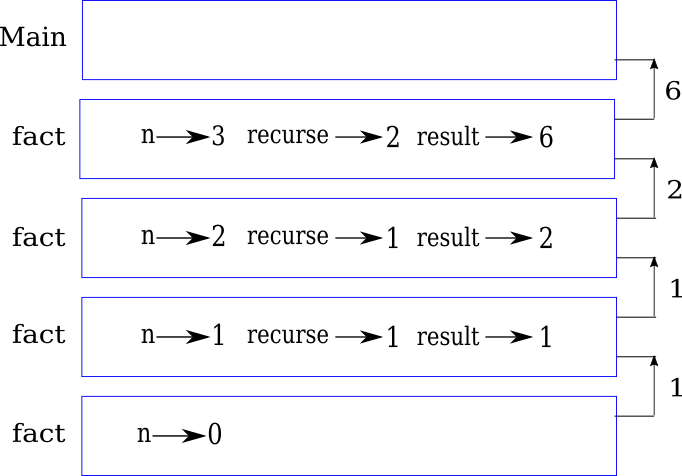 Main
6
fact n 3 recurse 2 result 6
2
fact n 2 recurse 1 result 2
1
fact n 1 recurse 1 result 1
1
fact n 0